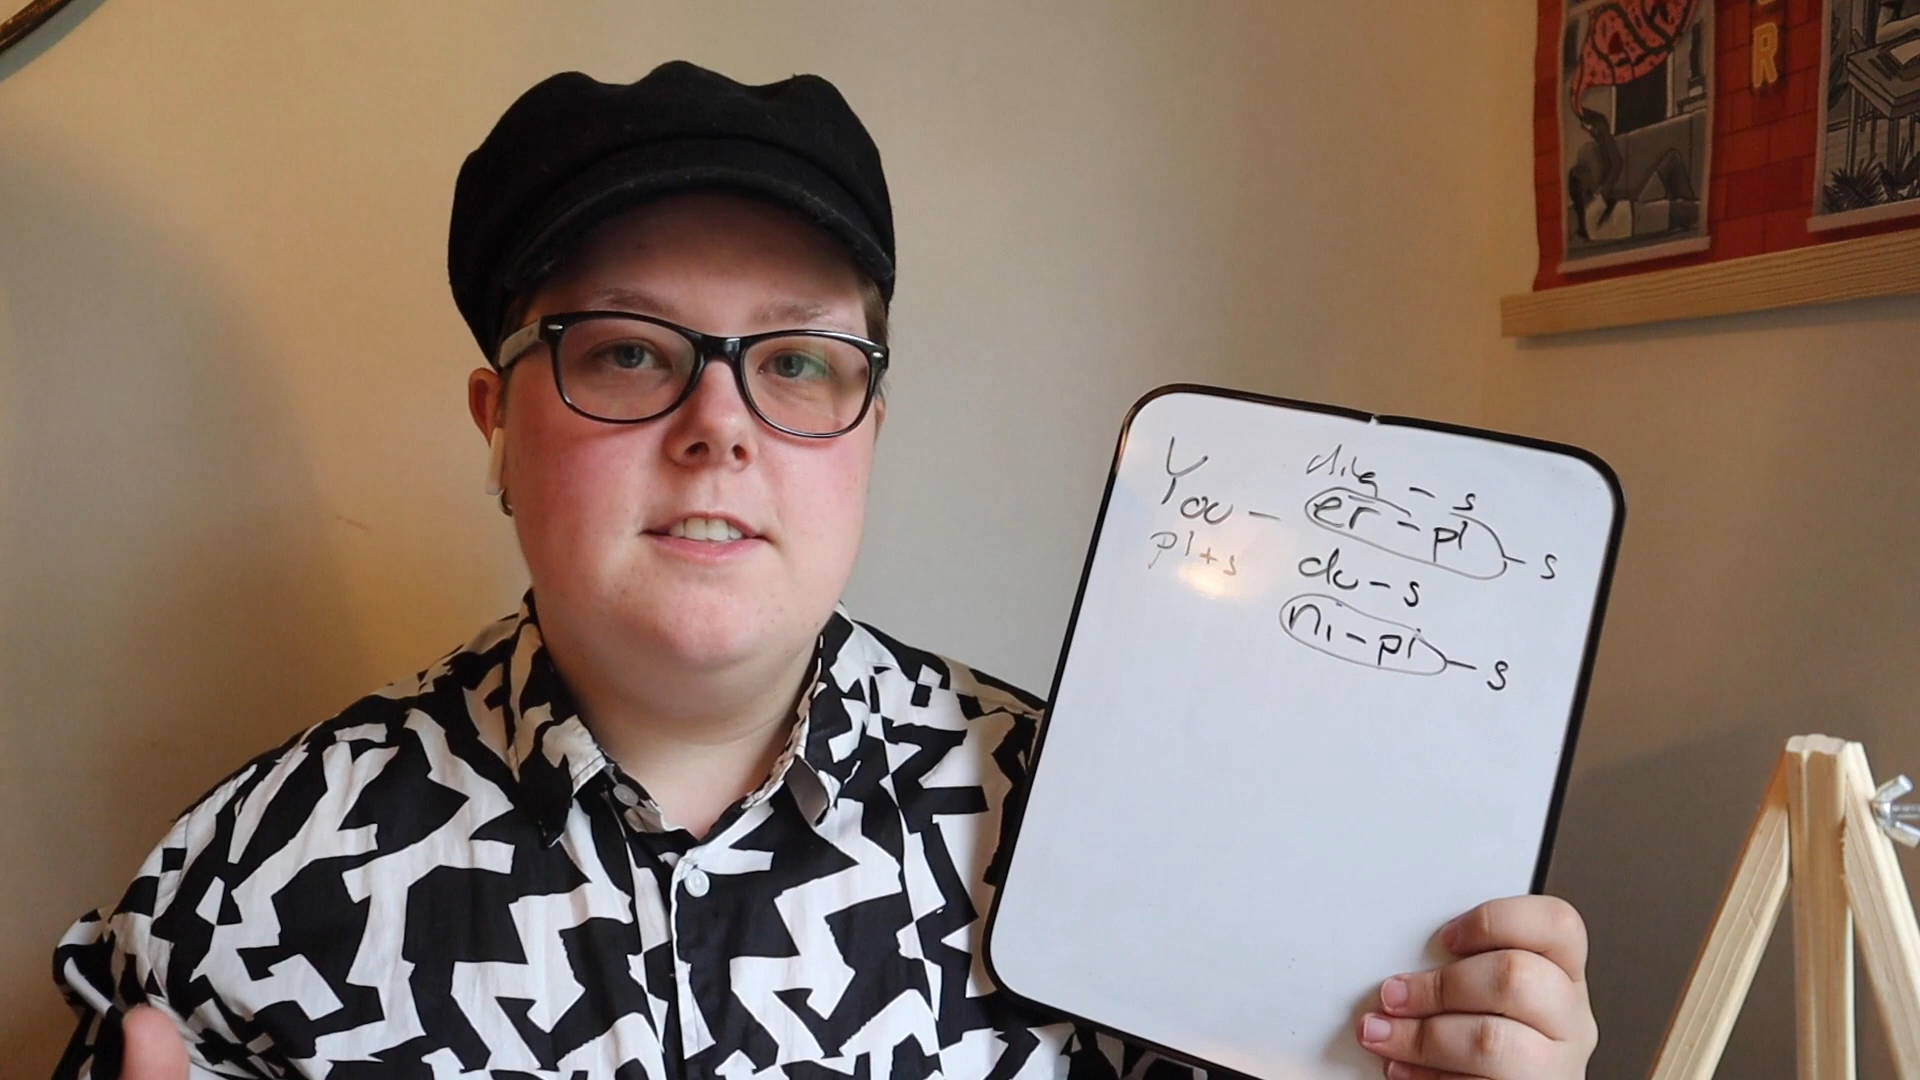 dig - s
You - er - pl - s
pl + s
du - s
ni - pl - s
R